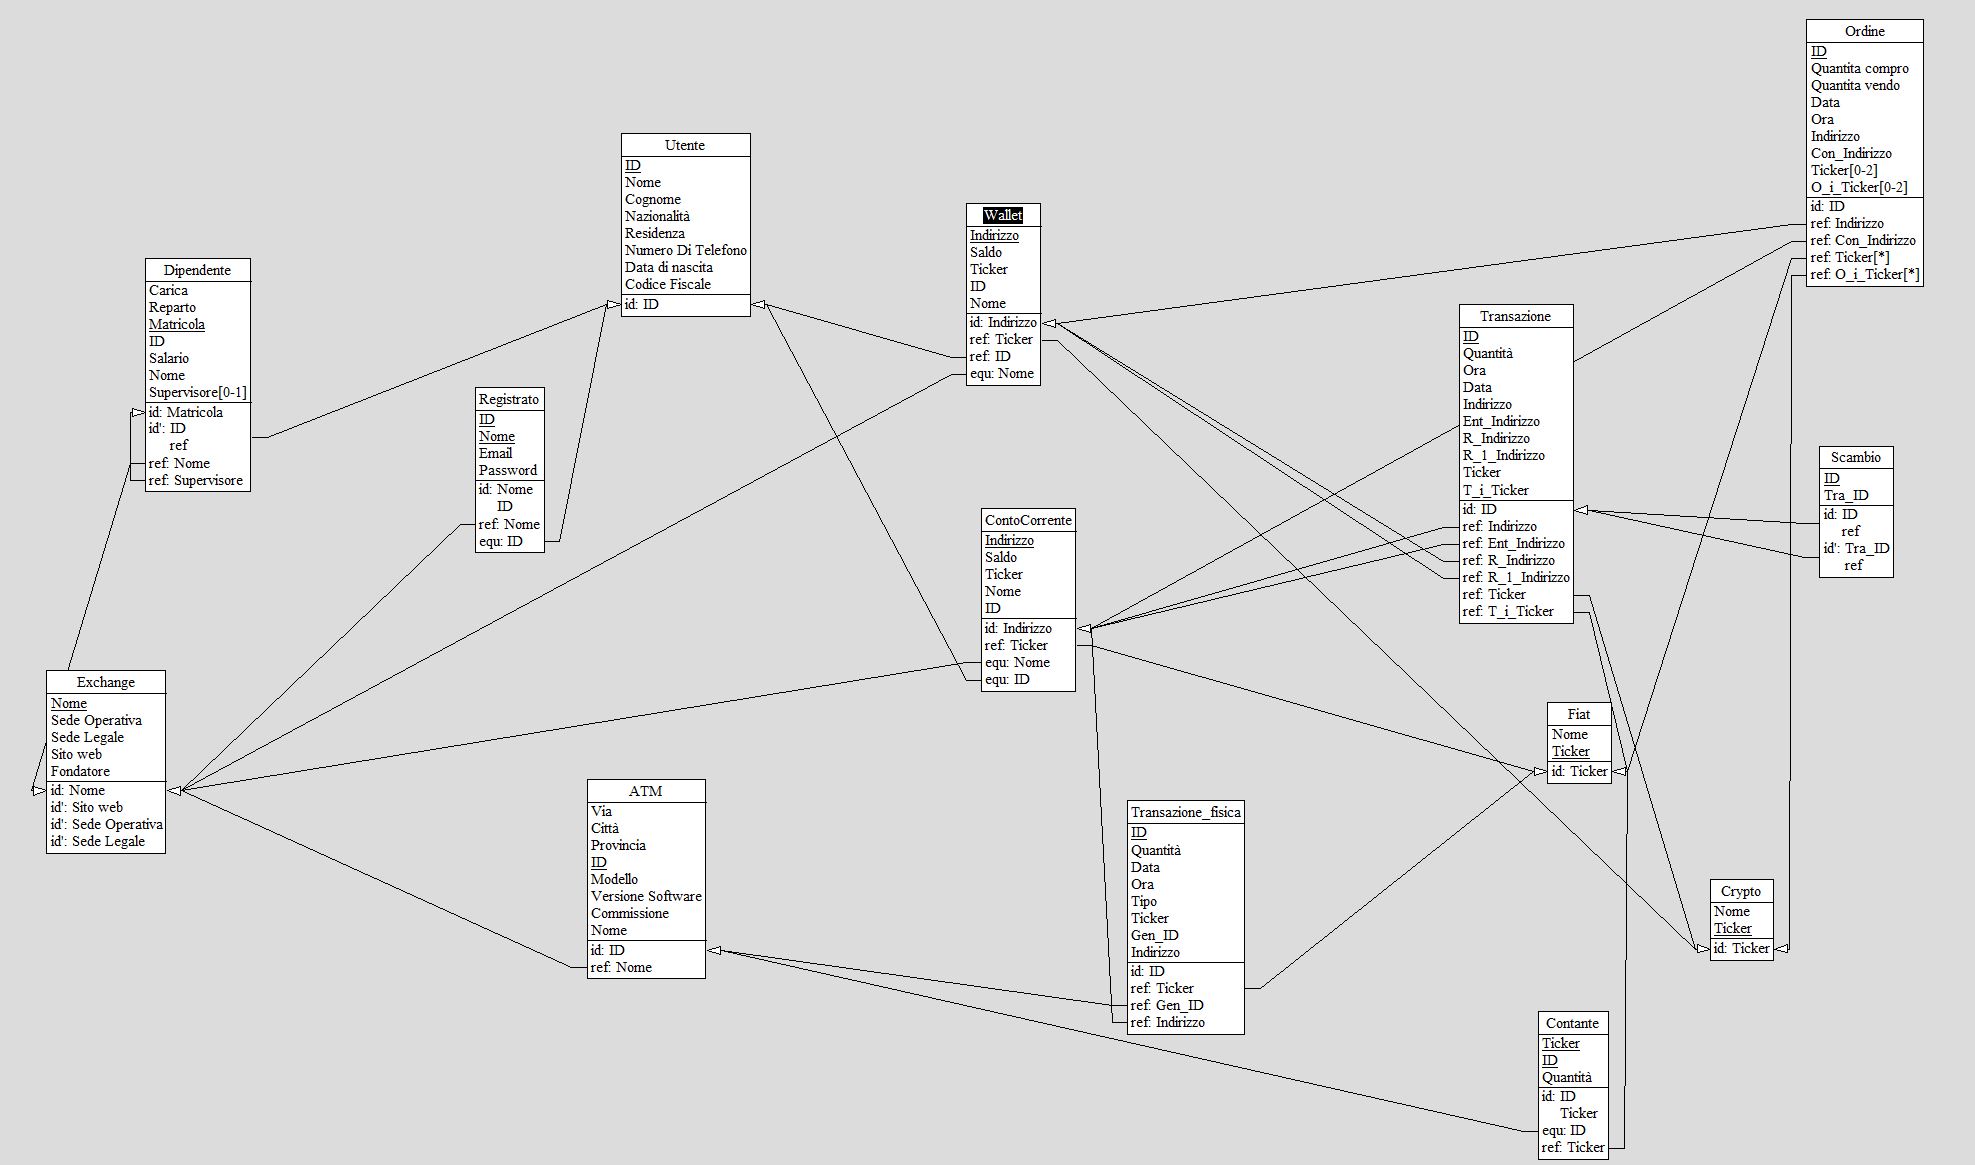 Ordine
ID
Quantita compro
Quantita vendo
Data
Ora
Indirizzo
Con_Indirizzo
Ticker[0-2]
O_i_Ticker[0-2]
id: ID
ref: Indirizzo
ref: Con_Indirizzo
ref: Ticker[*]
ref: O_i_Ticker[*]
Utente
ID
Nome
Cognome
Nazionalità
Residenza
Numero Di Telefono
Data di nascita
Codice Fiscale
id: ID
Wallet
Indirizzo
Saldo
Ticker
ID
Nome
id: Indirizzo
ref: Ticker
ref: ID
equ: Nome
Dipendente
Carica
Reparto
Matricola
ID
Salario
Nome
Supervisore[0-1]
id: Matricola
id': ID
ref
ref: Nome
ref: Supervisore
Transazione
ID
Quantità
Ora
Data
Indirizzo
Ent_Indirizzo
R_Indirizzo
R_1_Indirizzo
Ticker
T_i_Ticker
id: ID
ref: Indirizzo
ref: Ent_Indirizzo
ref: R_Indirizzo
ref: R_1_Indirizzo
ref: Ticker
ref: T_i_Ticker
Registrato
ID
Nome
Email
Password
id: Nome
ID
ref: Nome
equ: ID
Scambio
ID
Tra_ID
id: ID
ref
id': Tra_ID
ref
ContoCorrente
Indirizzo
Saldo
Ticker
Nome
ID
id: Indirizzo
ref: Ticker
equ: Nome
equ: ID
Exchange
Nome
Sede Operativa
Sede Legale
Sito web
Fondatore
id: Nome
id': Sito web
id': Sede Operativa
id': Sede Legale
Fiat
Nome
Ticker
id: Ticker
ATM
Via
Città
Provincia
ID
Modello
Versione Software
Commissione
Nome
id: ID
ref: Nome
Transazione_fisica
ID
Quantità
Data
Ora
Tipo
Ticker
Gen_ID
Indirizzo
id: ID
ref: Ticker
ref: Gen_ID
ref: Indirizzo
Crypto
Nome
Ticker
id: Ticker
Contante
Ticker
ID
Quantità
id: ID
Ticker
equ: ID
ref: Ticker